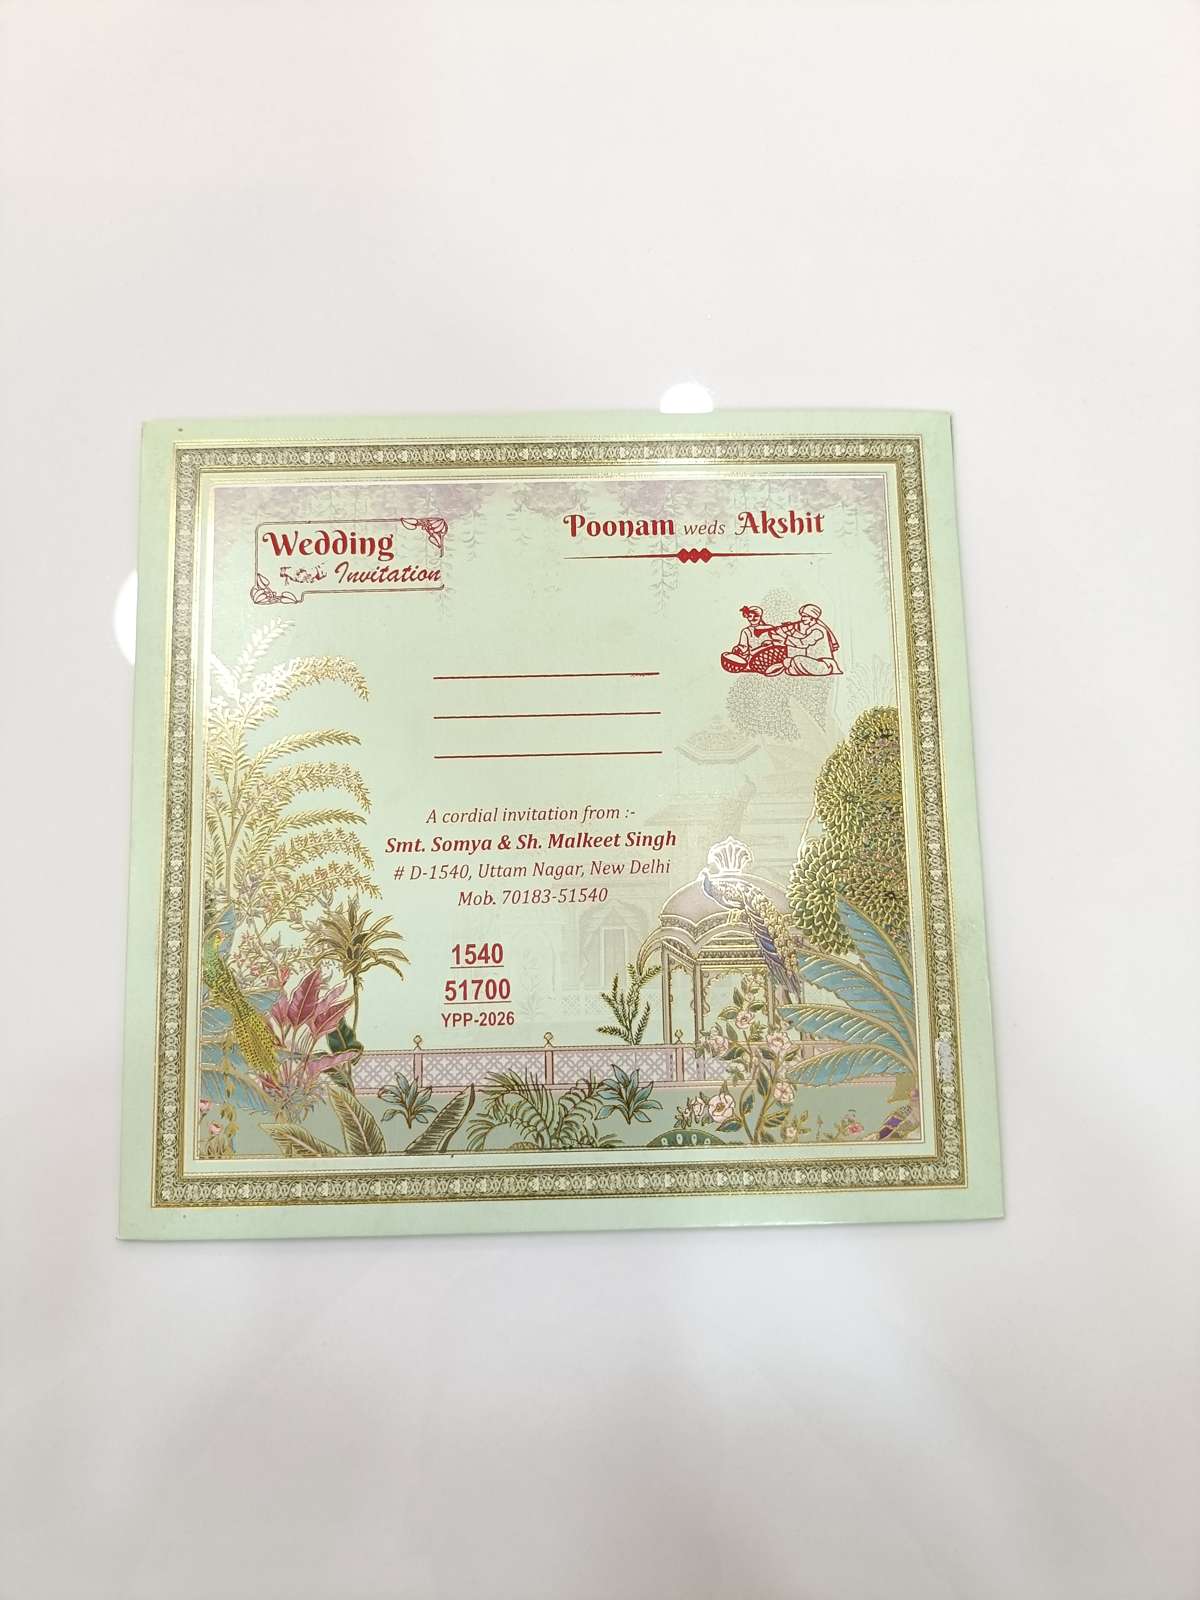 Wedding
Invitation
Poonam weds Akshit
A cordial invitation from :-
Smt. Somya & Sh. Malkeet Singh
# D-1540, Uttam Nagar, New Delhi
Mob. 70183-51540
1540
51700
YPP-2026